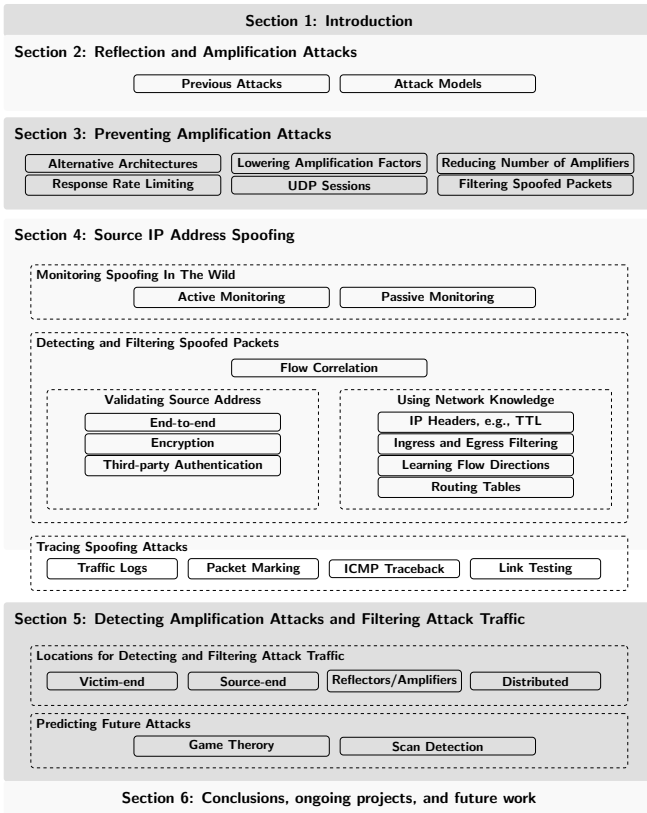 Section 1: Introduction
Section 2: Reflection and Amplification Attacks
Previous Attacks
Attack Models
Section 3: Preventing Amplification Attacks
Alternative Architectures
Lowering Amplification Factors
Reducing Number of Amplifiers
Response Rate Limiting
UDP Sessions
Filtering Spoofed Packets
Section 4: Source IP Address Spoofing
Monitoring Spoofing In The Wild
Active Monitoring
Passive Monitoring
Detecting and Filtering Spoofed Packets
Flow Correlation
Validating Source Address
End-to-end
Encryption
Third-party Authentication
Using Network Knowledge
IP Headers, e.g., TTL
Ingress and Egress Filtering
Learning Flow Directions
Routing Tables
Tracing Spoofing Attacks
Traffic Logs
Packet Marking
ICMP Traceback
Link Testing
Section 5: Detecting Amplification Attacks and Filtering Attack Traffic
Locations for Detecting and Filtering Attack Traffic
Victim-end
Source-end
Reflectors/Amplifiers
Distributed
Predicting Future Attacks
Game Therory
Scan Detection
Section 6: Conclusions, ongoing projects, and future work